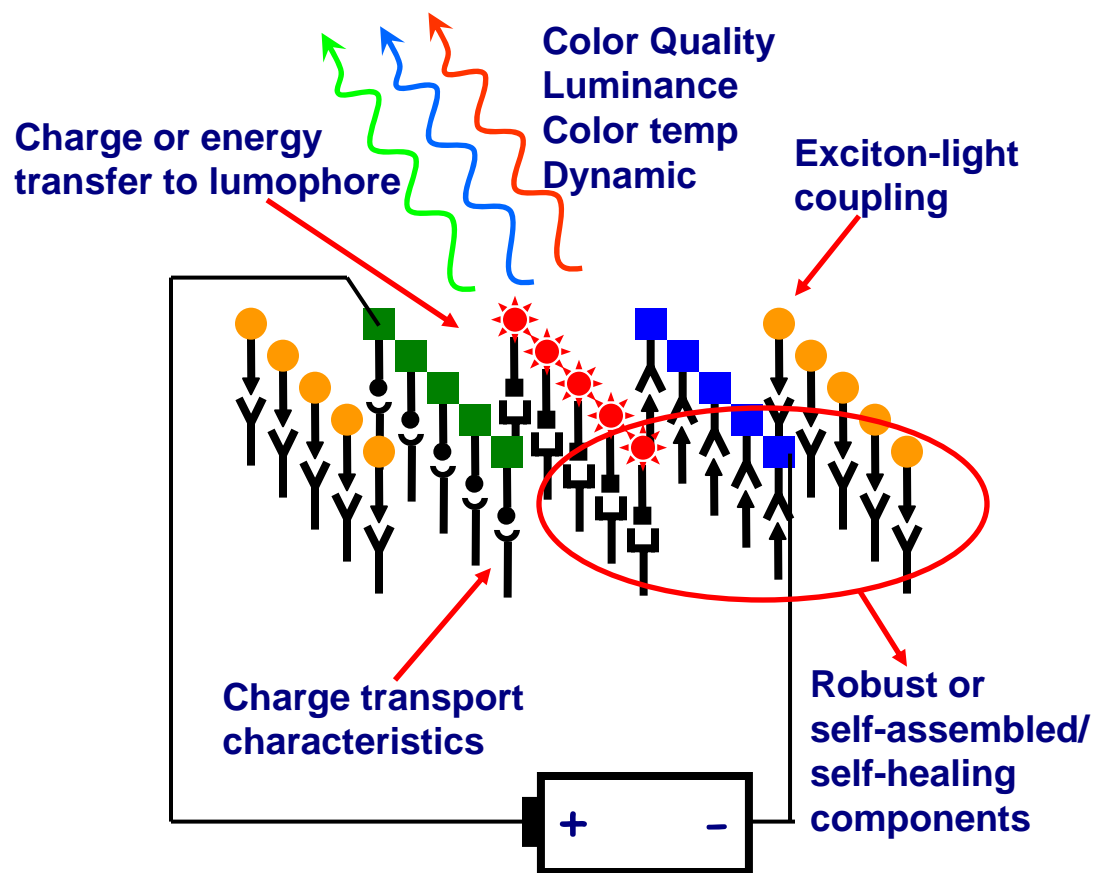 Color Quality
Luminance
Color temp
Dynamic
Charge or energy
transfer to lumophore
Exciton-light
coupling
Charge transport
characteristics
Robust or
self-assembled/
self-healing
components
+ −